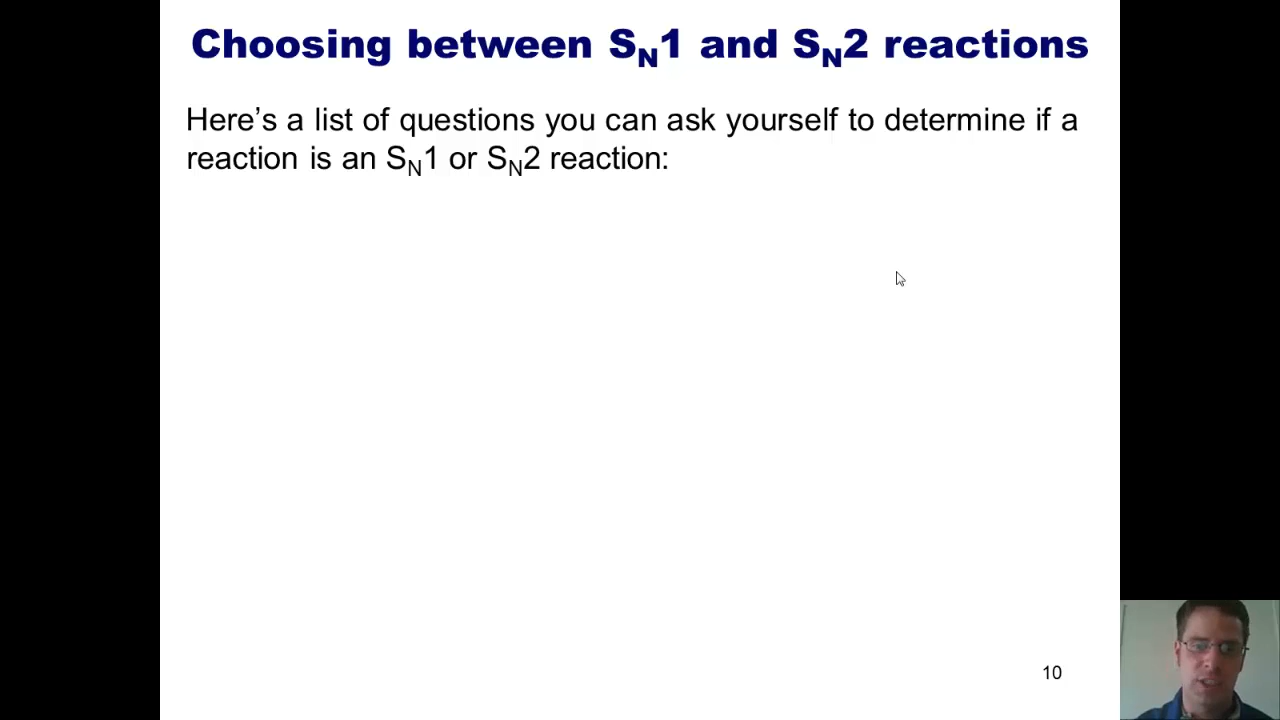 Choosing between SN1 and SN2 reactions
Here’s a list of questions you can ask yourself to determine if a
reaction is an SN1 or SN2 reaction:
10